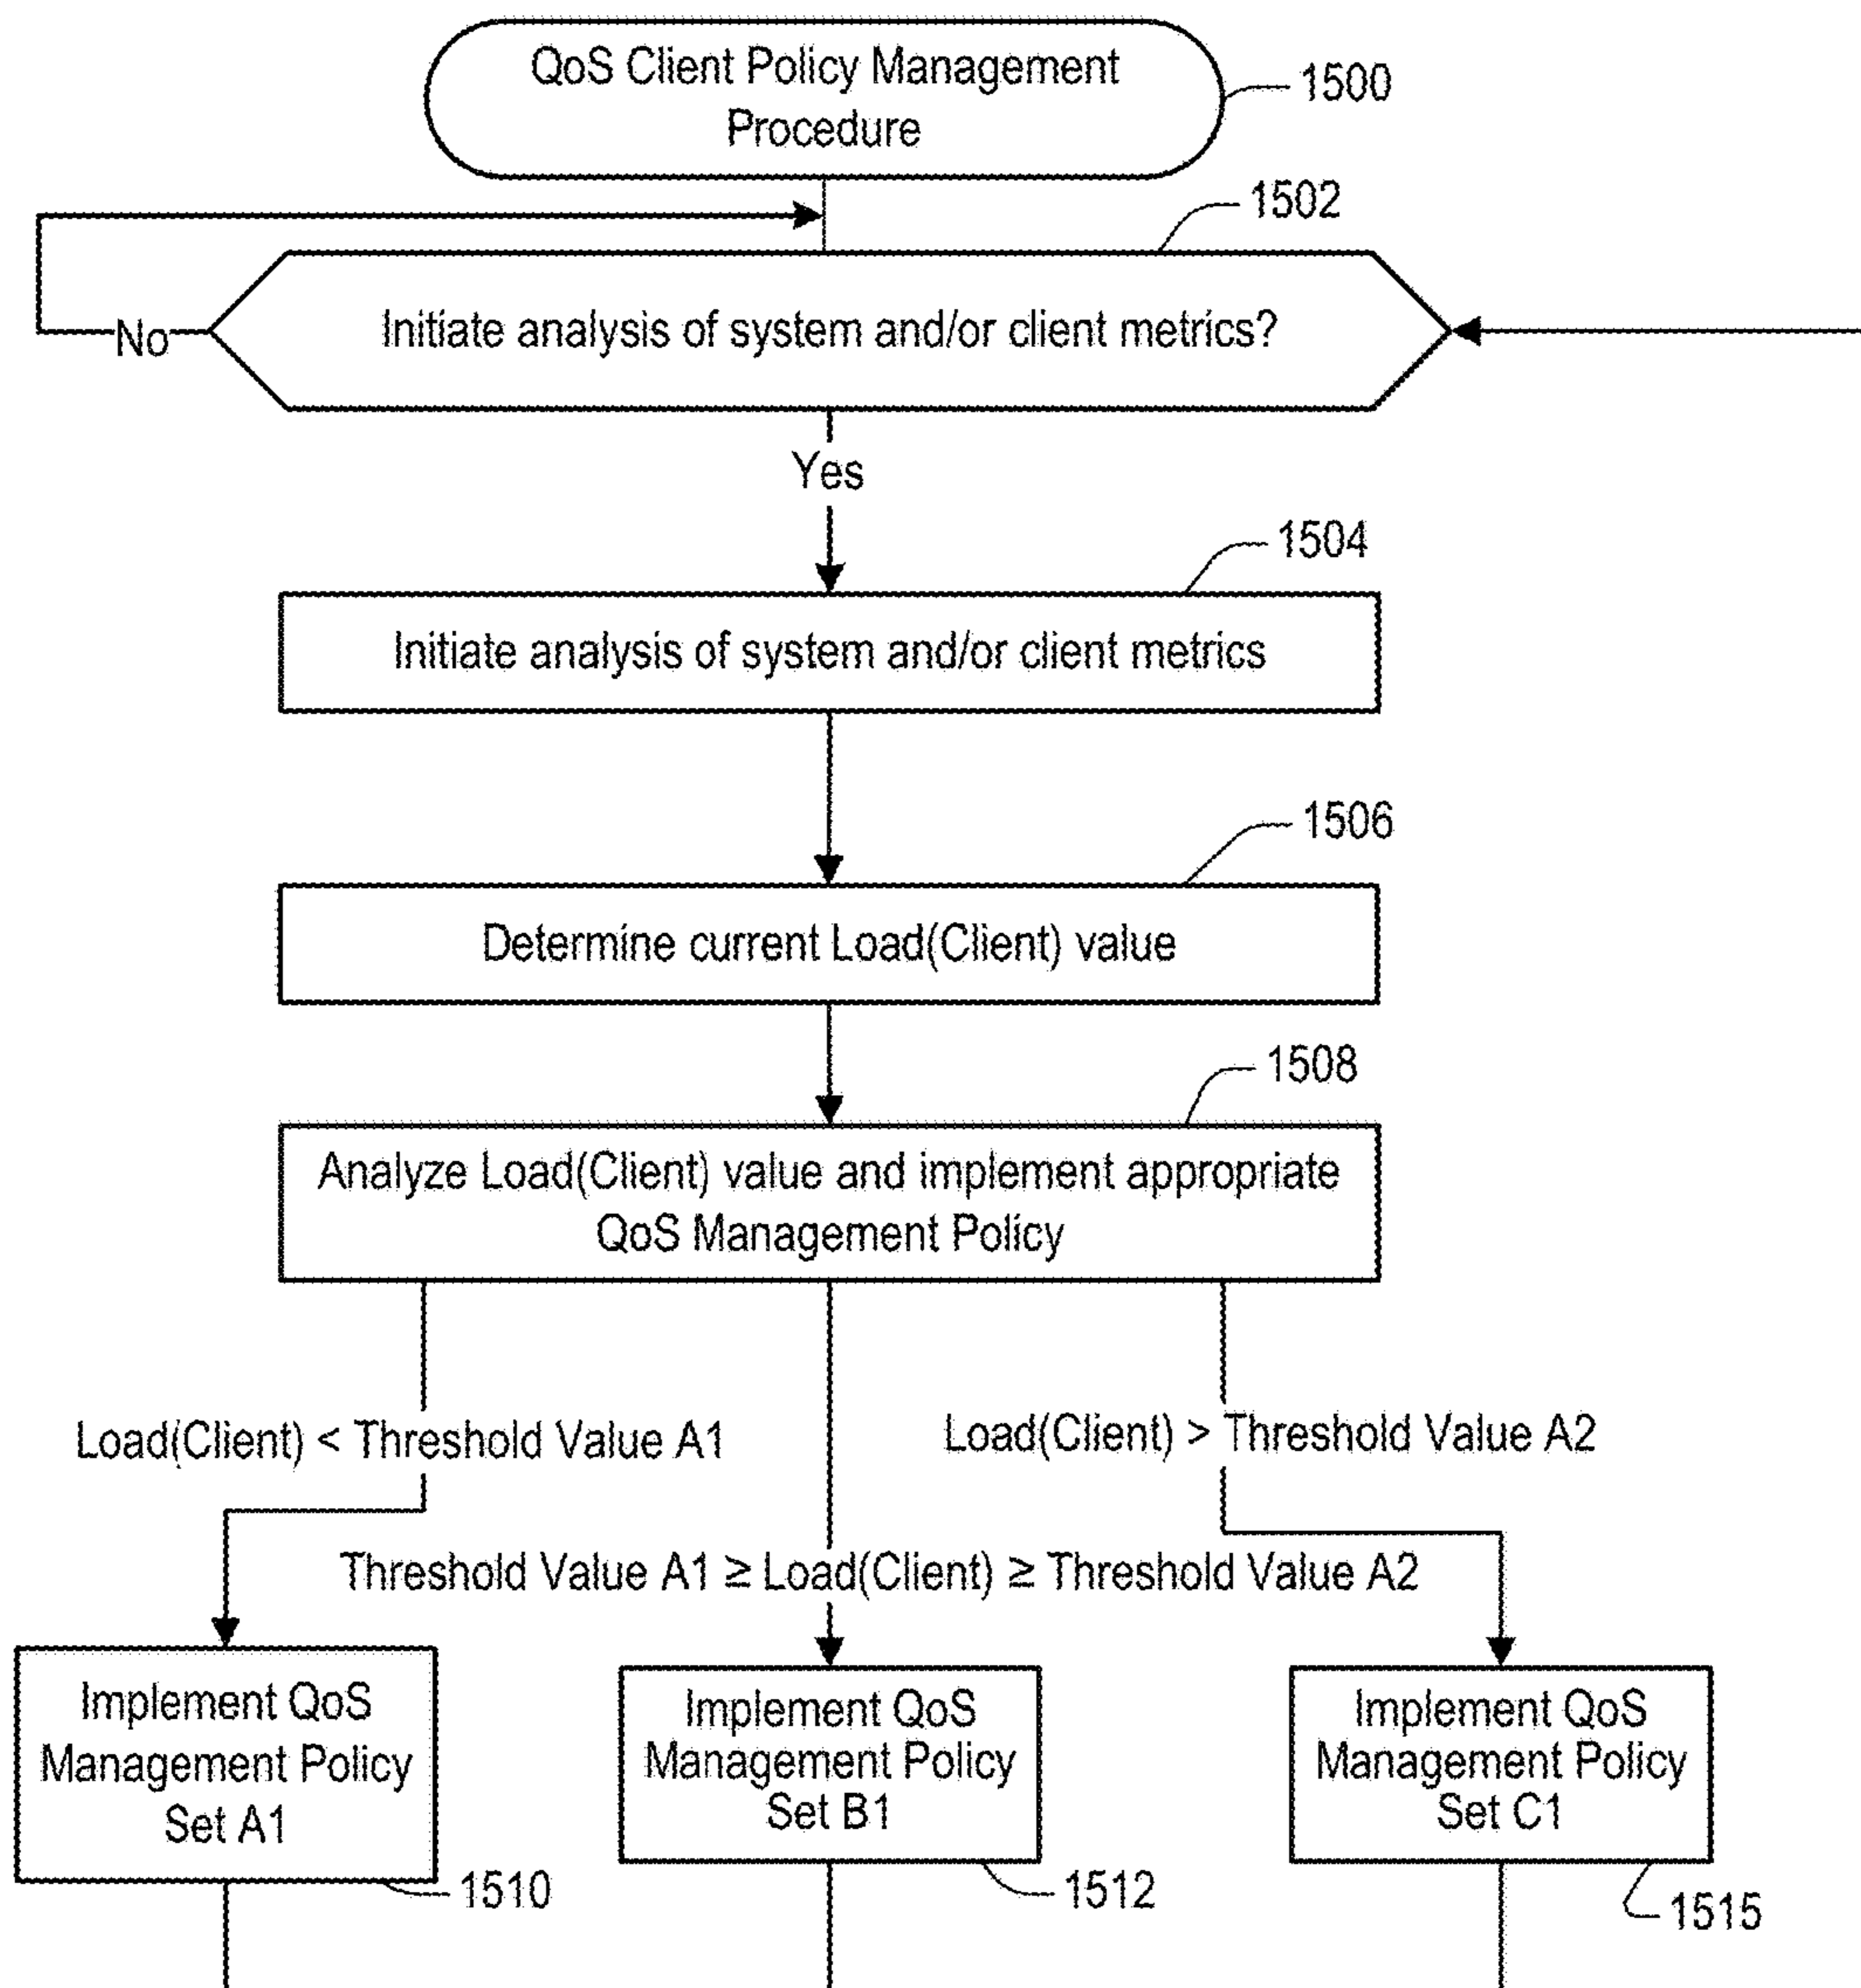 QoS Client Policy Management
Procedure
1500
1502
Initiate analysis of system and/or client metrics?
No
Yes
1504
Initiate analysis of system and/or client metrics
1506
Determine current Load(Client) value
1508
Analyze Load(Client) value and implement appropriate
QoS Management Policy
Load(Client) < Threshold Value A1
Load(Client) > Threshold Value A2
Threshold Value A1 ≥ Load(Client) ≥ Threshold Value A2
Implement QoS
Management Policy
Set A1
1510
Implement QoS
Management Policy
Set B1
1512
Implement QoS
Management Policy
Set C1
1515